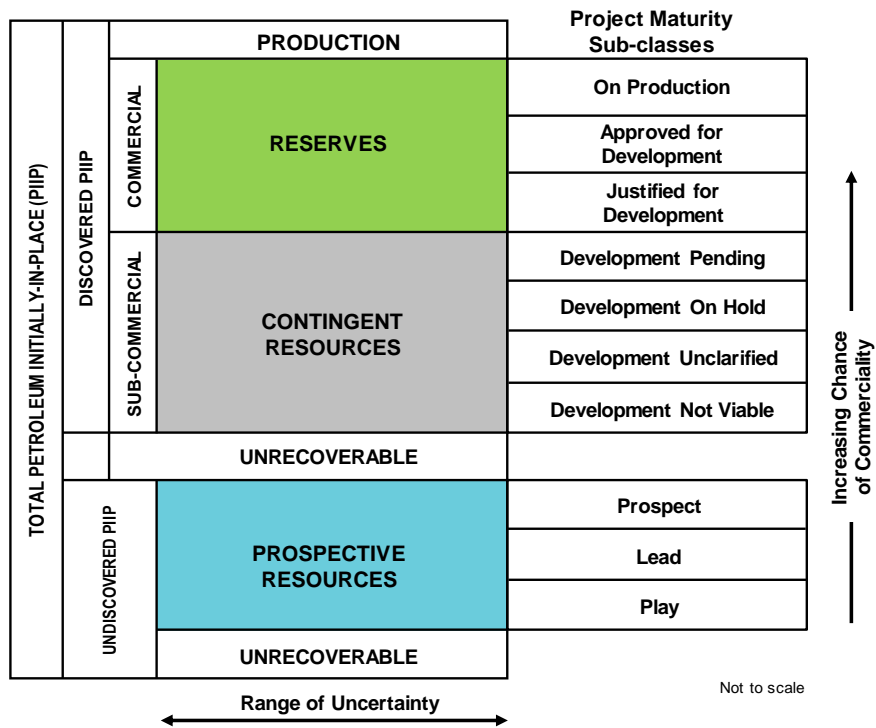 TOTAL PETROLEUM INITIALLY-IN-PLACE (PIIP)
DISCOVERED PIIP
UNDISCOVERED PIIP
COMMERCIAL
SUB-COMMERCIAL
PRODUCTION
RESERVES
CONTINGENT
RESOURCES
UNRECOVERABLE
PROSPECTIVE
RESOURCES
UNRECOVERABLE
Project Maturity
Sub-classes
On Production
Approved for
Development
Justified for
Development
Development Pending
Development On Hold
Development Unclarified
Development Not Viable
Prospect
Lead
Play
Increasing Chance
of Commerciality
Not to scale
Range of Uncertainty